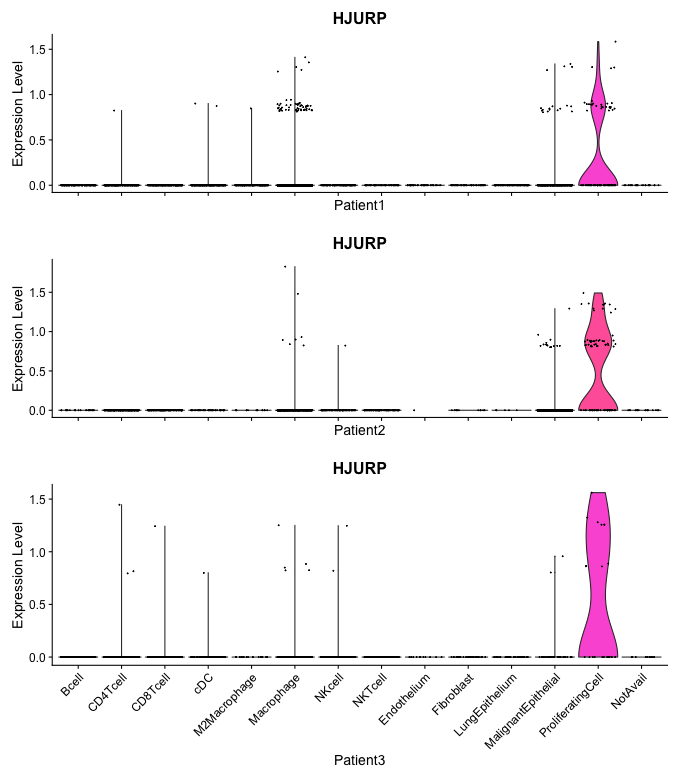 HJURP
Expression Level
1.5
1.0
0.5
0.0
Patient1
HJURP
Expression Level
1.5
1.0
0.5
0.0
Patient2
HJURP
Expression Level
1.5
1.0
0.5
0.0
Bcell
CD4Tcell
CD8Tcell
cDC
M2Macrophage
Macrophage
NKcell
NKTcell
Endothelium
Fibroblast
LungEpithelium
MalignantEpithelial
ProliferatingCell
NotAvail
Patient3